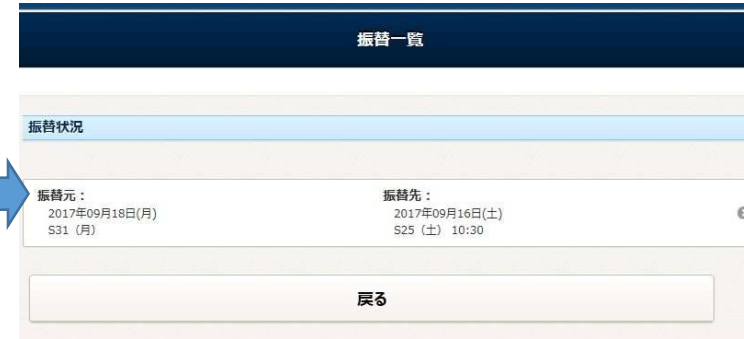 振替一覧
振替状況
振替元：
2017年09月18日(月)
S31（月）
振替先：
2017年09月16日(土)
S25（土） 10:30
戻る